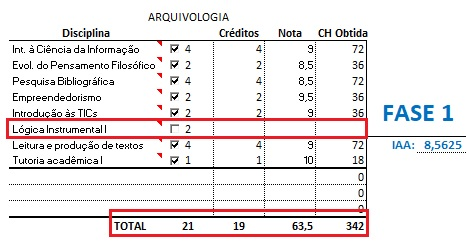 ARQUIVOLOGIA
Disciplina Créditos Nota CH Obtida
Int. à Ciência da Informação 4 4 9 72
Evol. do Pensamento Filosófico 2 2 8,5 36
Pesquisa Bibliográfica 4 4 8,5 72
Empreendedorismo 2 2 9,5 36
Introdução às TICs 2 2 9 36
Lógica Instrumental I 2
Leitura e produção de textos 4 4 9 72
Tutoria acadêmica I 1 1 10 18
0
0
0
TOTAL 21 19 63,5 342
FASE 1
IAA: 8,5625